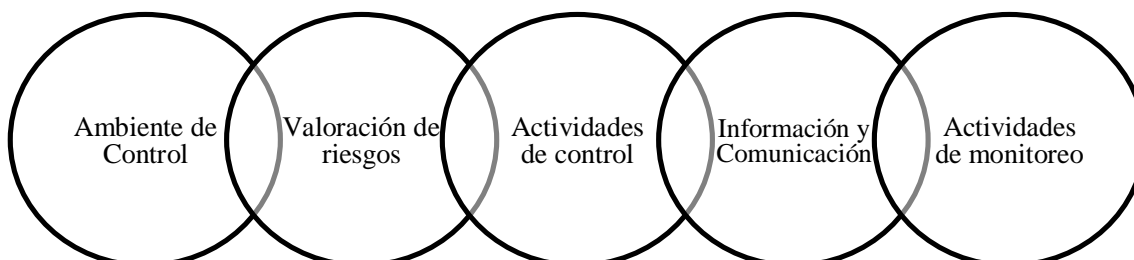 Ambiente de
Control
Valoración de
riesgos
Actividades
de control
Información y
Comunicación
Actividades
de monitoreo